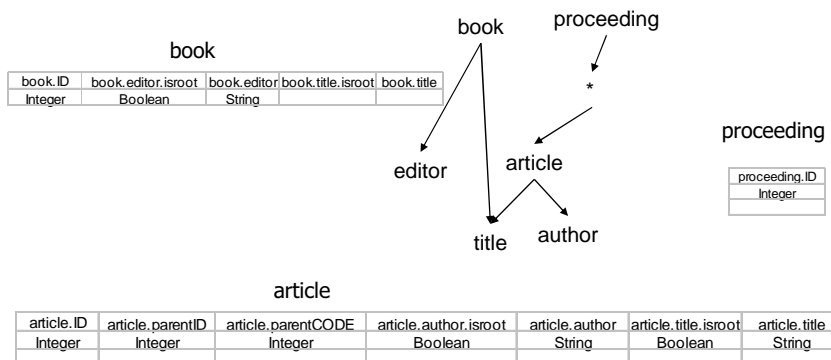 book
proceeding
book
book.ID book.editor.isroot book.editor book.title.isroot book.title
Integer Boolean String
*
proceeding
editor
article
proceeding.ID
Integer
title
author
article
article.ID article.parentID article.parentCODE article.author.isroot article.author article.title.isroot article.title
Integer Integer Integer Boolean String Boolean String